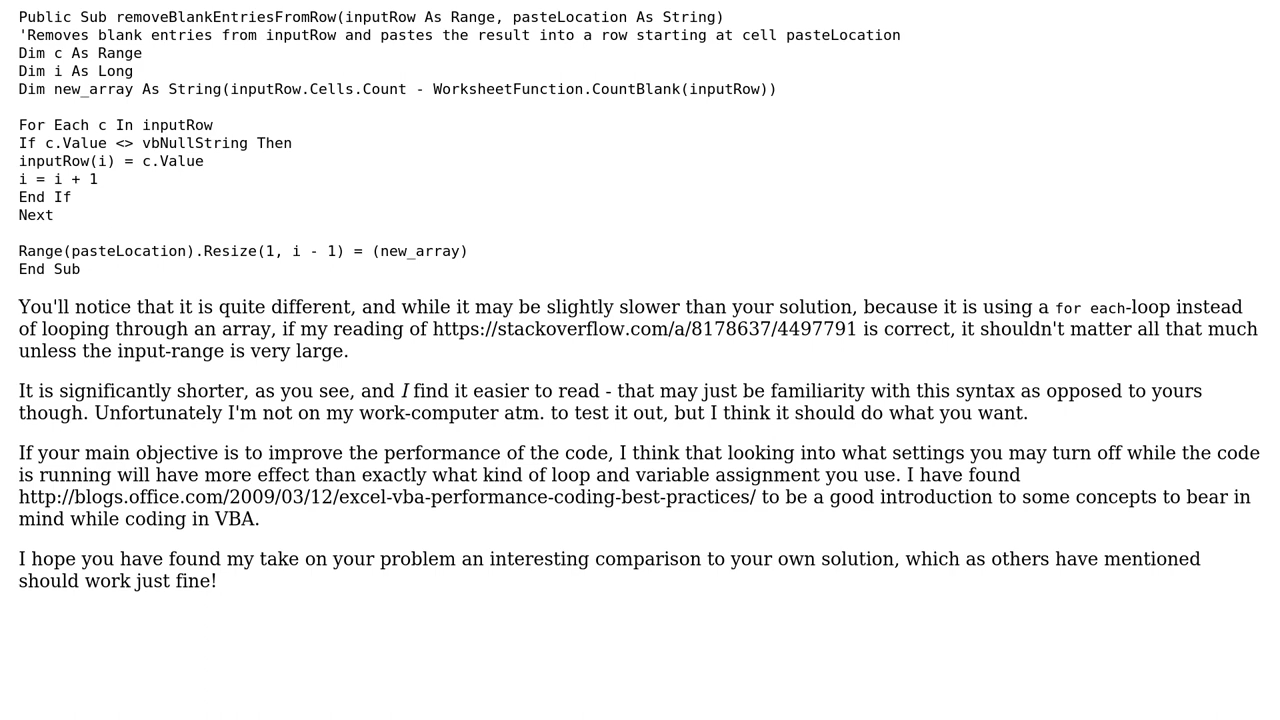 Public Sub removeBlankEntriesFromRow(inputRow As Range, pasteLocation As String)
'Removes blank entries from inputRow and pastes the result into a row starting at cell pasteLocation
Dim c As Range
Dim i As Long
Dim new_array As String(inputRow.Cells.Count - WorksheetFunction.CountBlank(inputRow))

For Each c In inputRow
If c.Value <> vbNullString Then
inputRow(i) = c.Value
i = i + 1
End If
Next

Range(pasteLocation).Resize(1, i - 1) = (new_array)
End Sub

You'll notice that it is quite different, and while it may be slightly slower than your solution, because it is using a for each-loop instead
of looping through an array, if my reading of https://stackoverflow.com/a/8178637/4497791 is correct, it shouldn't matter all that much
unless the input-range is very large.

It is significantly shorter, as you see, and I find it easier to read - that may just be familiarity with this syntax as opposed to yours
though. Unfortunately I'm not on my work-computer atm. to test it out, but I think it should do what you want.

If your main objective is to improve the performance of the code, I think that looking into what settings you may turn off while the code
is running will have more effect than exactly what kind of loop and variable assignment you use. I have found
http://blogs.office.com/2009/03/12/excel-vba-performance-coding-best-practices/ to be a good introduction to some concepts to bear in
mind while coding in VBA.

I hope you have found my take on your problem an interesting comparison to your own solution, which as others have mentioned
should work just fine!